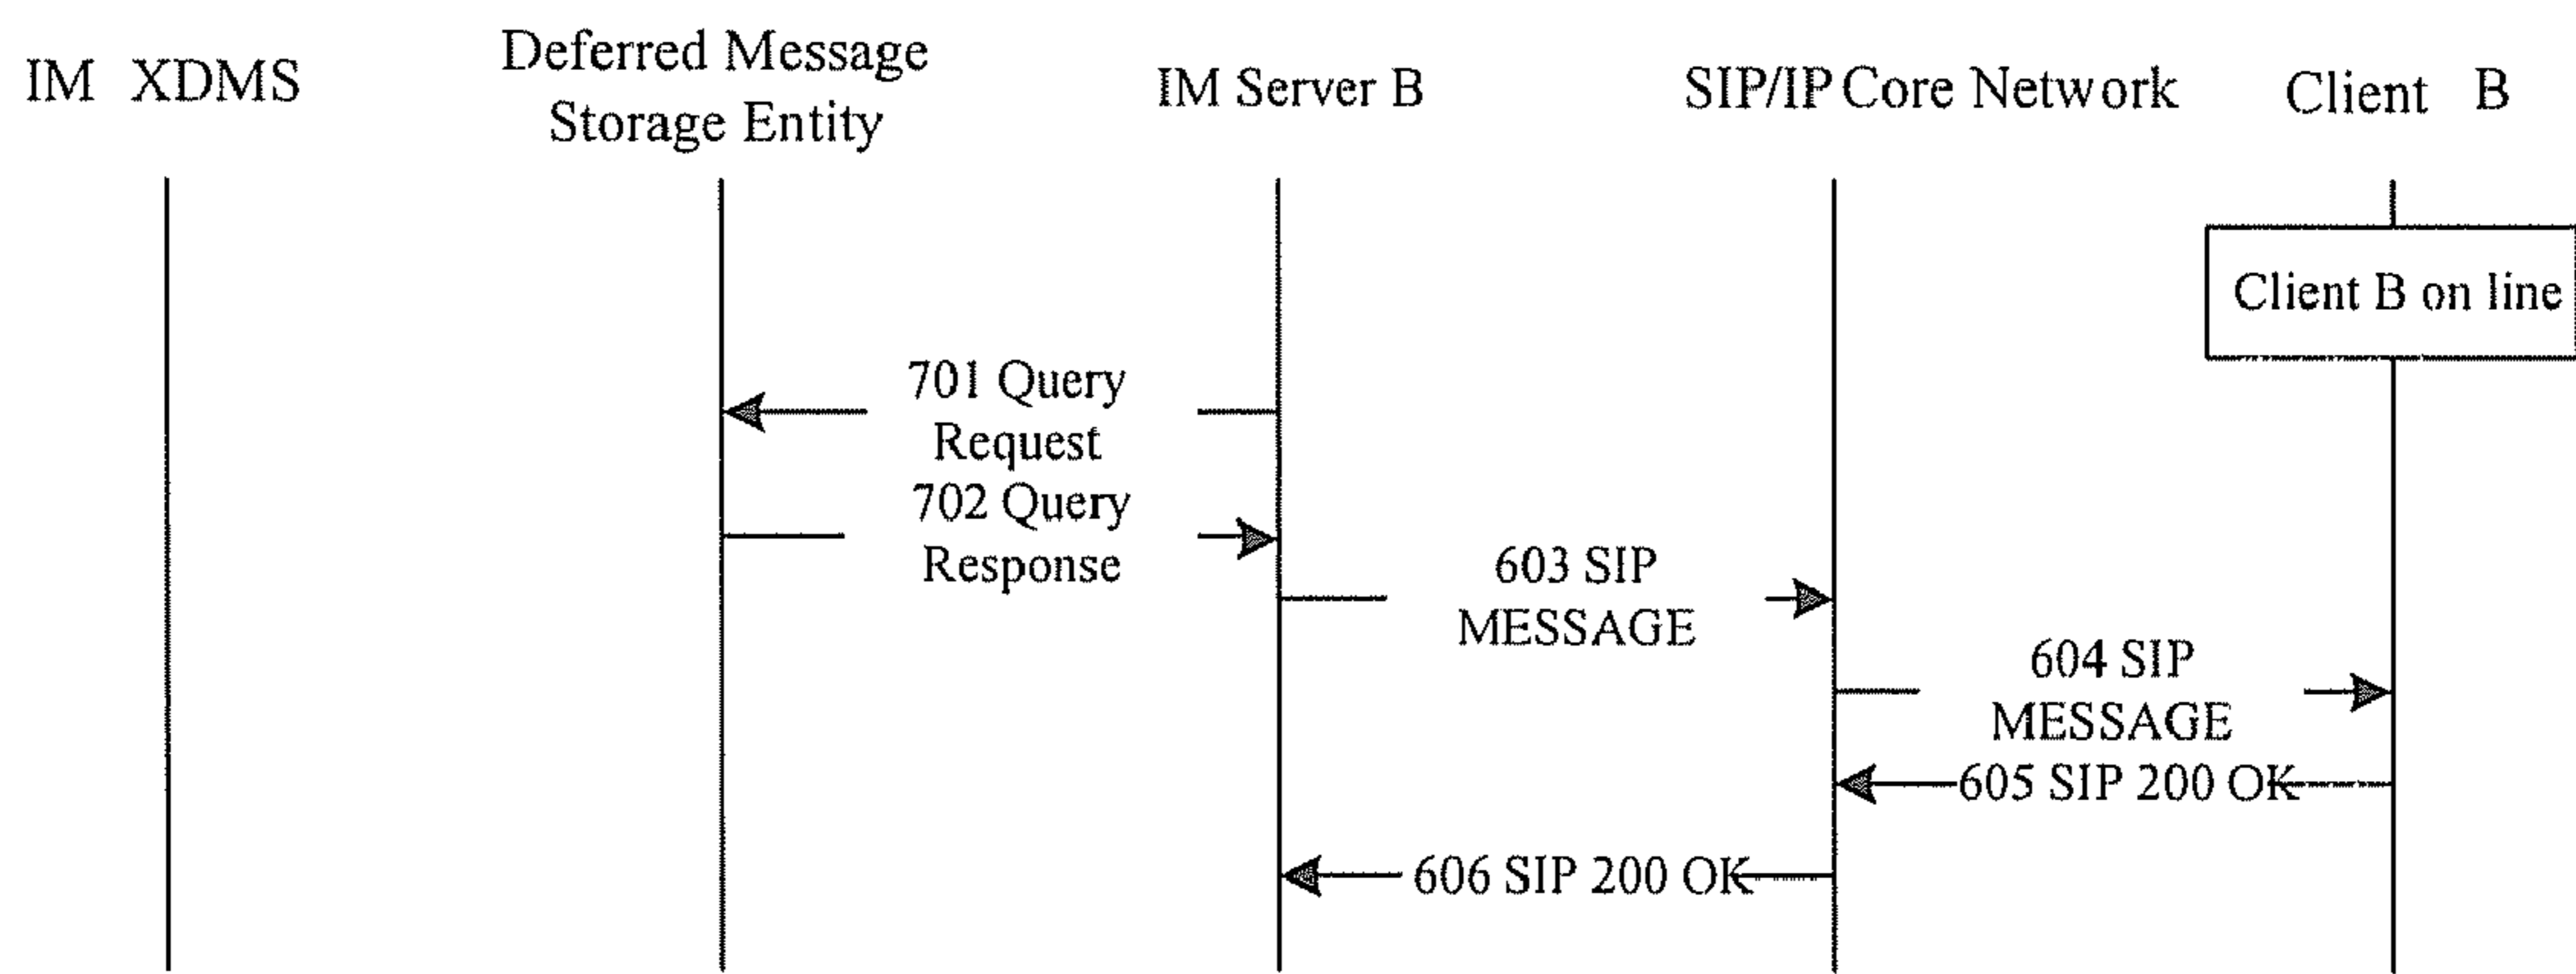 IM XDMS
Deferred Message
Storage Entity
IM Server B
SIP/IP Core Network
Client B
Client B on line
701 Query
Request
702 Query
Response
603 SIP
MESSAGE
604 SIP
MESSAGE
605 SIP 200 OK
606 SIP 200 OK